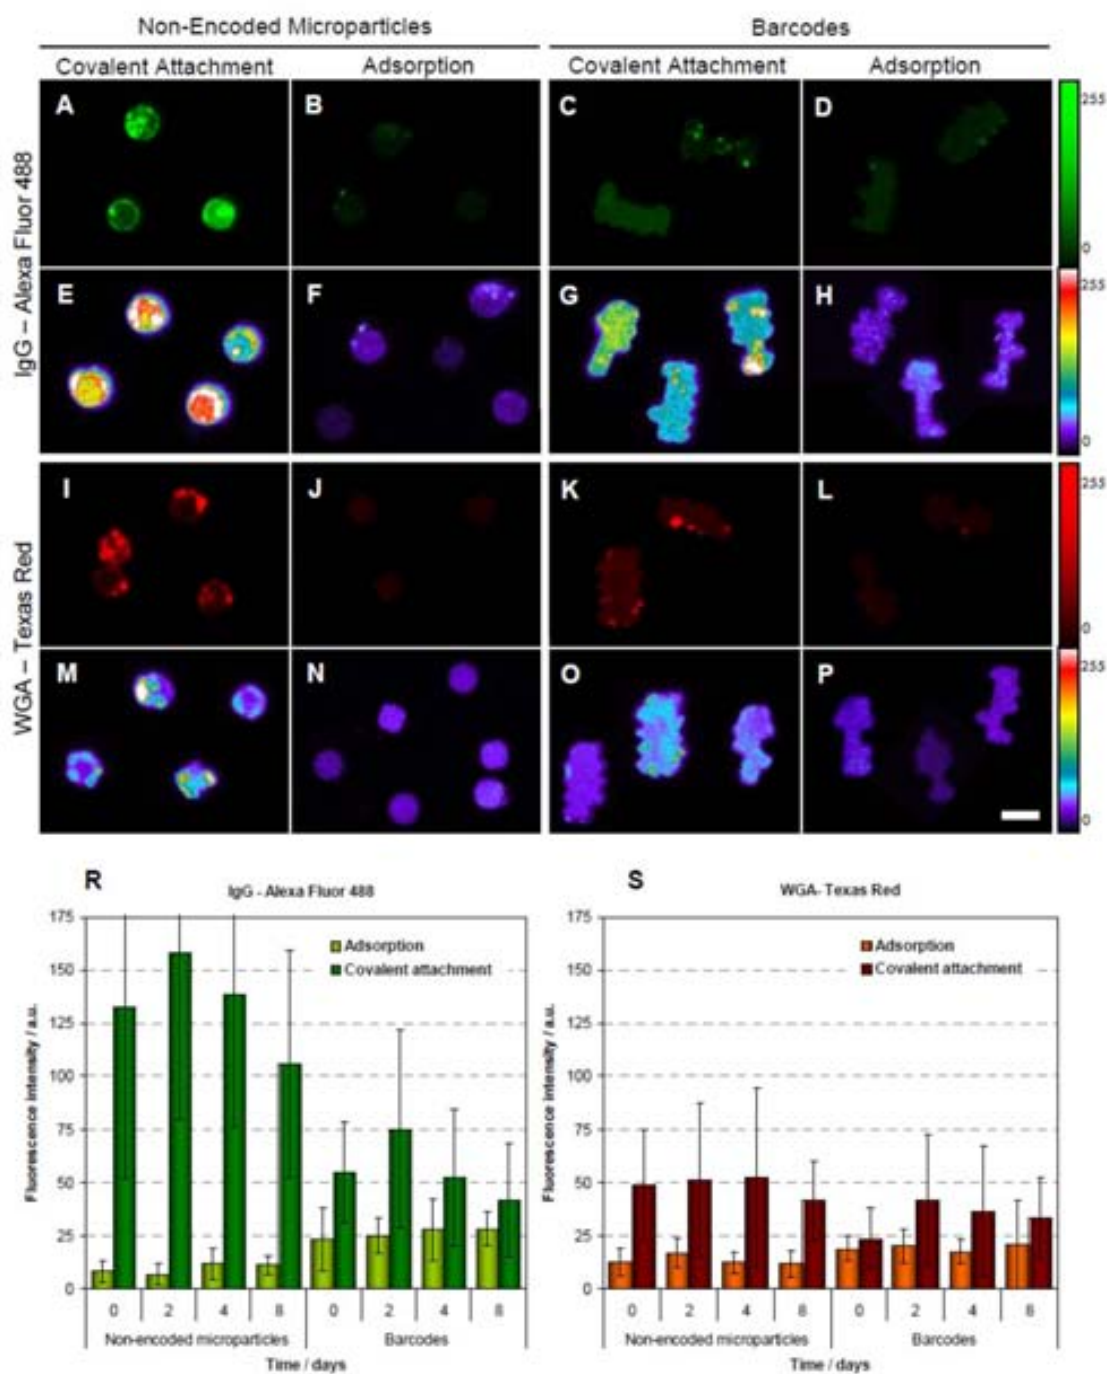 Non-Encoded Microparticles Barcodes
Covalent Attachment Adsorption Covalent Attachment Adsorption
IgG – Alexa Fluor 488
A B C D 255
0
E F G H 255
0
WGA – Texas Red
I J K L 255
0
M N O P 255
0
R IgG - Alexa Fluor 488
175
150
125
100
75
50
25
0
Fluorescence intensity / a.u.
Adsorption
Covalent attachment
0 2 4 8 0 2 4 8
Non-encoded microparticles Barcodes
Time / days
S WGA- Texas Red
175
150
125
100
75
50
25
0
Fluorescence intensity / a.u.
Adsorption
Covalent attachment
0 2 4 8 0 2 4 8
Non-encoded microparticles Barcodes
Time / days